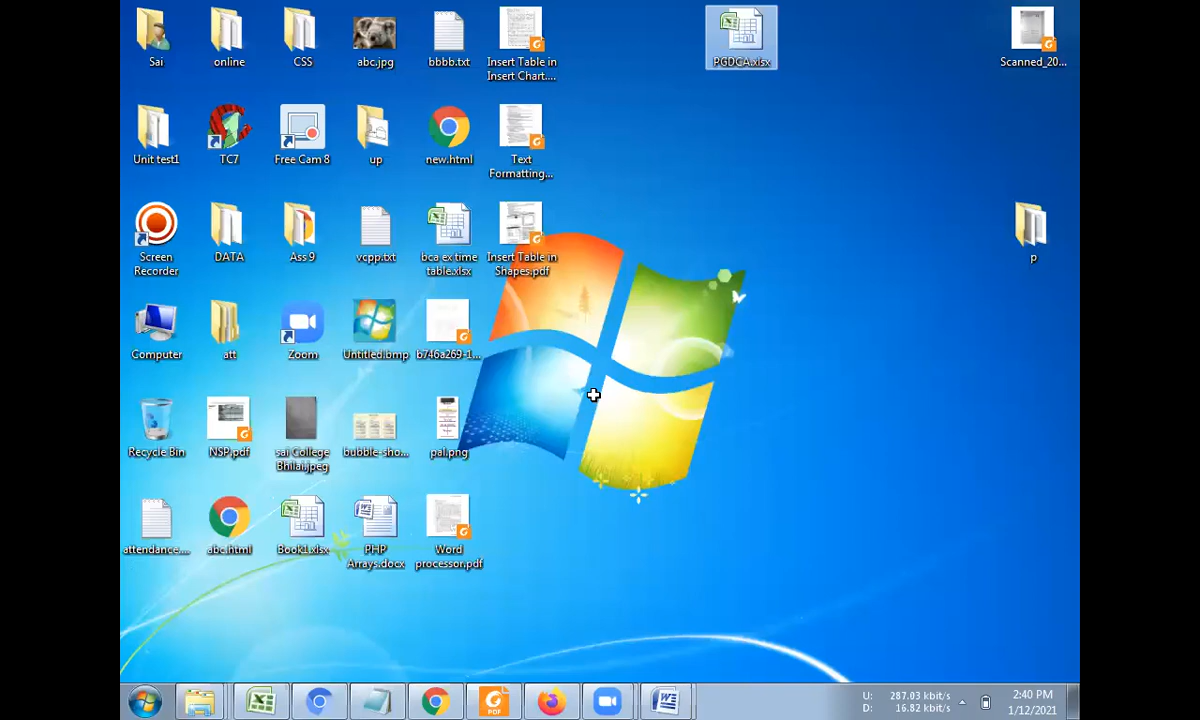 Sai
online
CSS
abc.jpg
bbbb.txt
Insert Table in
Insert Chart....
PGDCA.xlsx
Scanned_20...
Unit test1
TC7
Free Cam 8
up
new.html
Text
Formatting...
Screen
Recorder
DATA
Ass 9
vcpp.txt
bca ex time
table.xlsx
Insert Table in
Shapes.pdf
p
Computer
att
Zoom
Untitled.bmp
b746a269-1...
Recycle Bin
NSP.pdf
sai College
Bhilai.jpeg
bubble-sho...
pal.png
attendance....
abc.html
Book1.xlsx
PHP
Arrays.docx
Word
processor.pdf
PDF
U: 287.03 kbit/s
D: 16.82 kbit/s
2:40 PM
1/12/2021